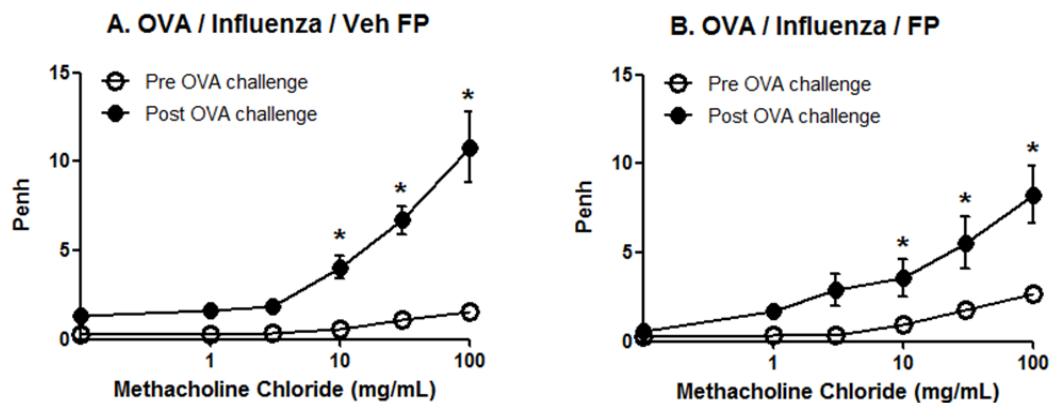 A. OVA / Influenza / Veh FP
15
Pre OVA challenge
Post OVA challenge
*
*
*
10
5
0
Penh
1
10
100
Methacholine Chloride (mg/mL)
B. OVA / Influenza / FP
15
Pre OVA challenge
Post OVA challenge
*
*
*
10
5
0
Penh
1
10
100
Methacholine Chloride (mg/mL)